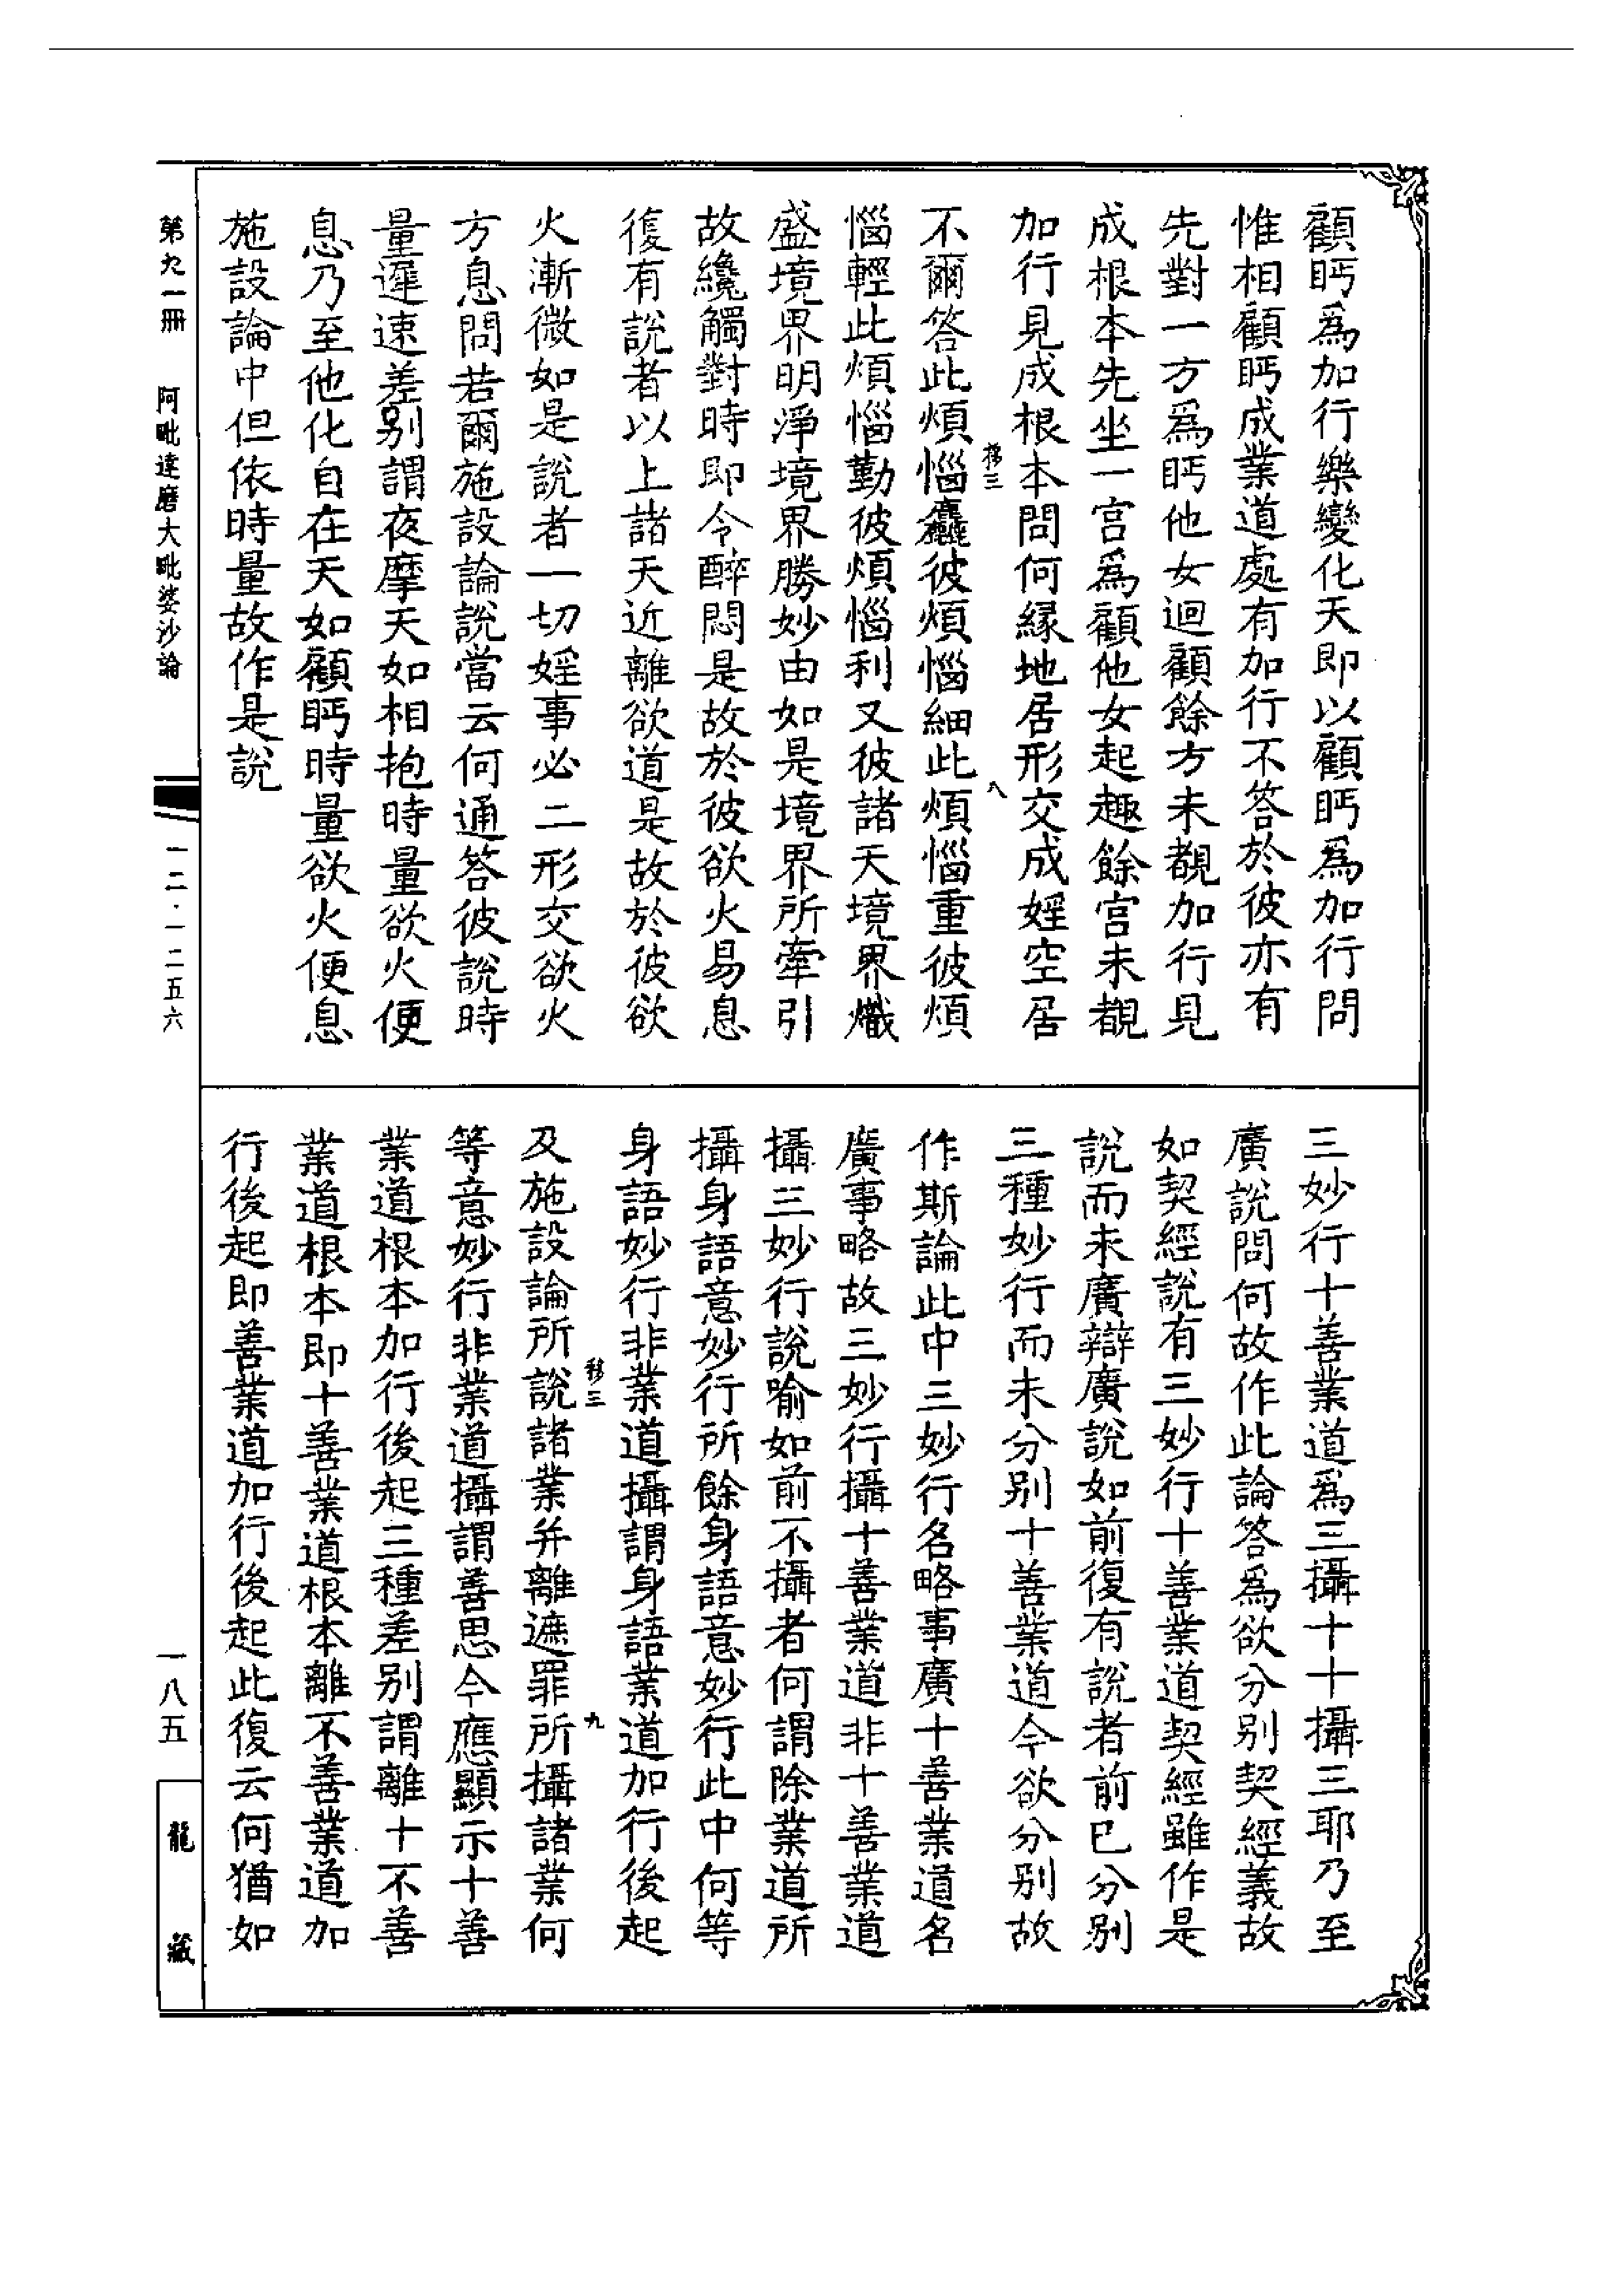 顧眄爲加行樂變化天即以顧眄爲加行問
惟相顧眄成業道處有加行不答於彼亦有
先對一方爲眄他女迴顧餘方未覩加行見
成根本先坐一宮爲顧他女起趣餘宮未覩
加行見成根本問何緣地居形交成婬空居
不爾答此煩惱麤彼煩惱細此煩惱重彼煩
惱輕此煩惱勤彼煩惱利又彼諸天境界熾
盛境界明淨境界勝妙由如是境界所牽引
故纔觸對時即令醉悶是故於彼欲火易息
復有說者以上諸天近離欲道是故於彼欲
火漸微如是說者一切婬事必二形交欲火
方息問若爾施設論說當云何通答彼說時
量遲速差別謂夜摩天如相抱時量欲火便
息乃至他化自在天如顧眄時量欲火便息
施設論中但依時量故作是說
三妙行十善業道爲三攝十十攝三耶乃至
廣說問何故作此論答爲欲分別契經義故
如契經說有三妙行十善業道契經雖作是
說而未廣辯廣說如前復有說者前已分別
三種妙行而未分別十善業道今欲分別故
作斯論此中三妙行名略事廣十善業道名
廣事略故三妙行攝十善業道非十善業道
攝三妙行說喻如前不攝者何謂除業道所
攝身語意妙行所餘身語意妙行此中何等
身語妙行非業道攝謂身語業道加行後起
及施設論所說諸業并離遮罪所攝諸業何
等意妙行非業道攝謂善思今應顯示十善
業道根本加行後起三種差別謂離十不善
業道根本即十善業道根本離不善業道加
行後起即善業道加行後起此復云何猶如
移三
八
移三
九
第九一冊
阿毗達磨大毗婆沙論
一二·一二五六
一八五
龍藏